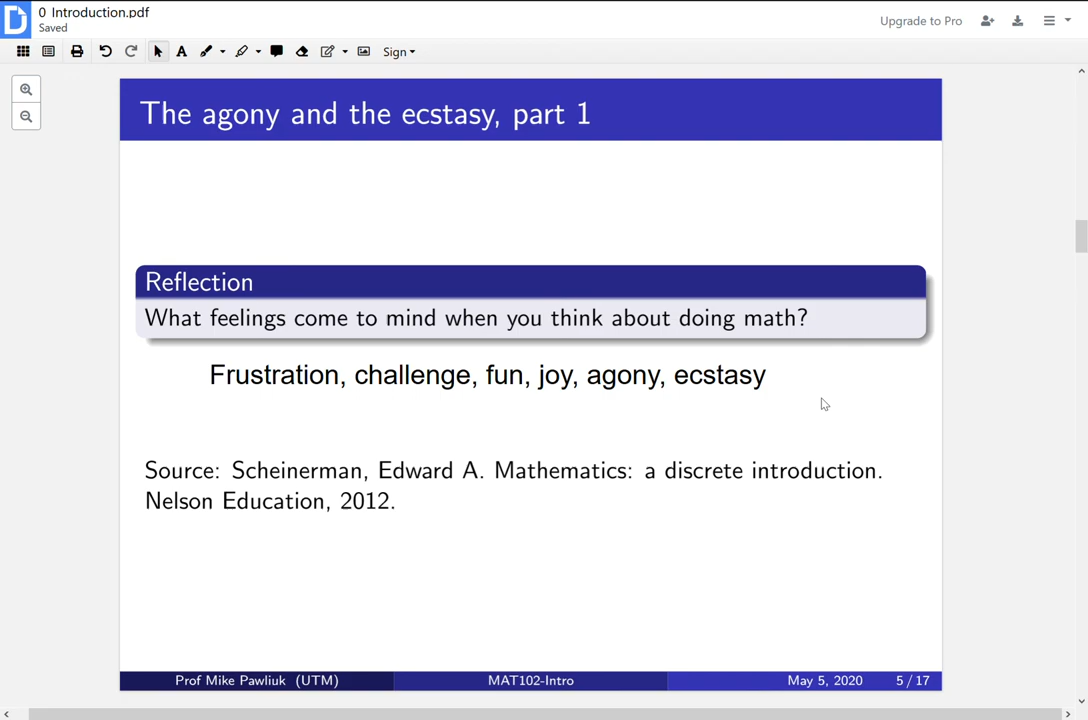 0 Introduction.pdf
Saved
Upgrade to Pro
A
Sign
The agony and the ecstasy, part 1
Reflection
What feelings come to mind when you think about doing math?
Frustration, challenge, fun, joy, agony, ecstasy
Source: Scheinerman, Edward A. Mathematics: a discrete introduction.
Nelson Education, 2012.
Prof Mike Pawliuk (UTM) MAT102-Intro May 5, 2020 5 / 17